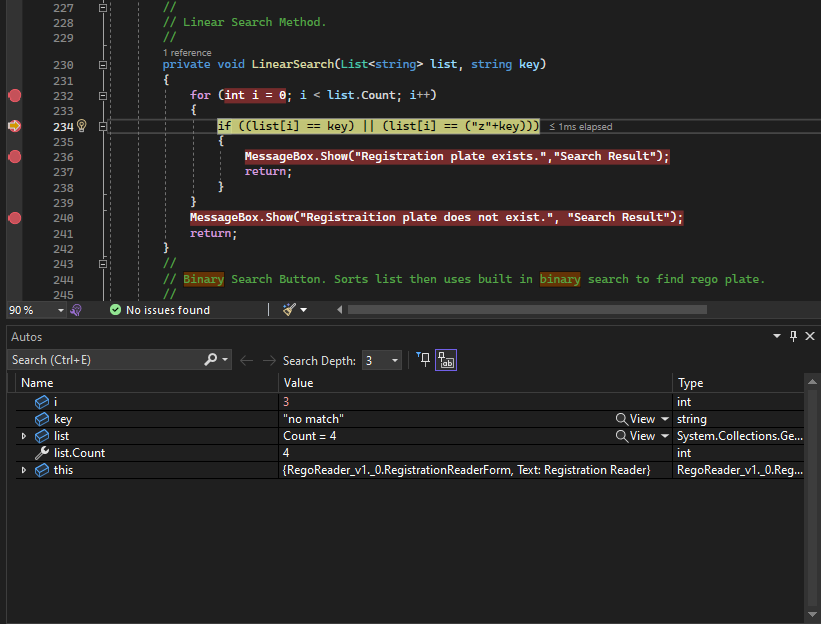 227 //
228 // Linear Search Method.
229 //
1 reference
230 private void LinearSearch(List<string> list, string key)
231 {
232 for (int i = 0; i < list.Count; i++)
233 {
234 if ((list[i] == key) || (list[i] == ("z"+key))) ≤ 1ms elapsed
235 {
236 MessageBox.Show("Registration plate exists.","Search Result");
237 return;
238 }
239 }
240 MessageBox.Show("Registraition plate does not exist.", "Search Result");
241 return;
242 }
243 //
244 // Binary Search Button. Sorts list then uses built in binary search to find rego plate.
245 //
90 % No issues found
Autos
Search (Ctrl+E) Search Depth: 3
Name Value Type
i 3 int
key "no match" View string
list Count = 4 View System.Collections.Ge...
list.Count 4 int
this {RegoReader_v1._0.RegistrationReaderForm, Text: Registration Reader} RegoReader_v1._0.Reg...